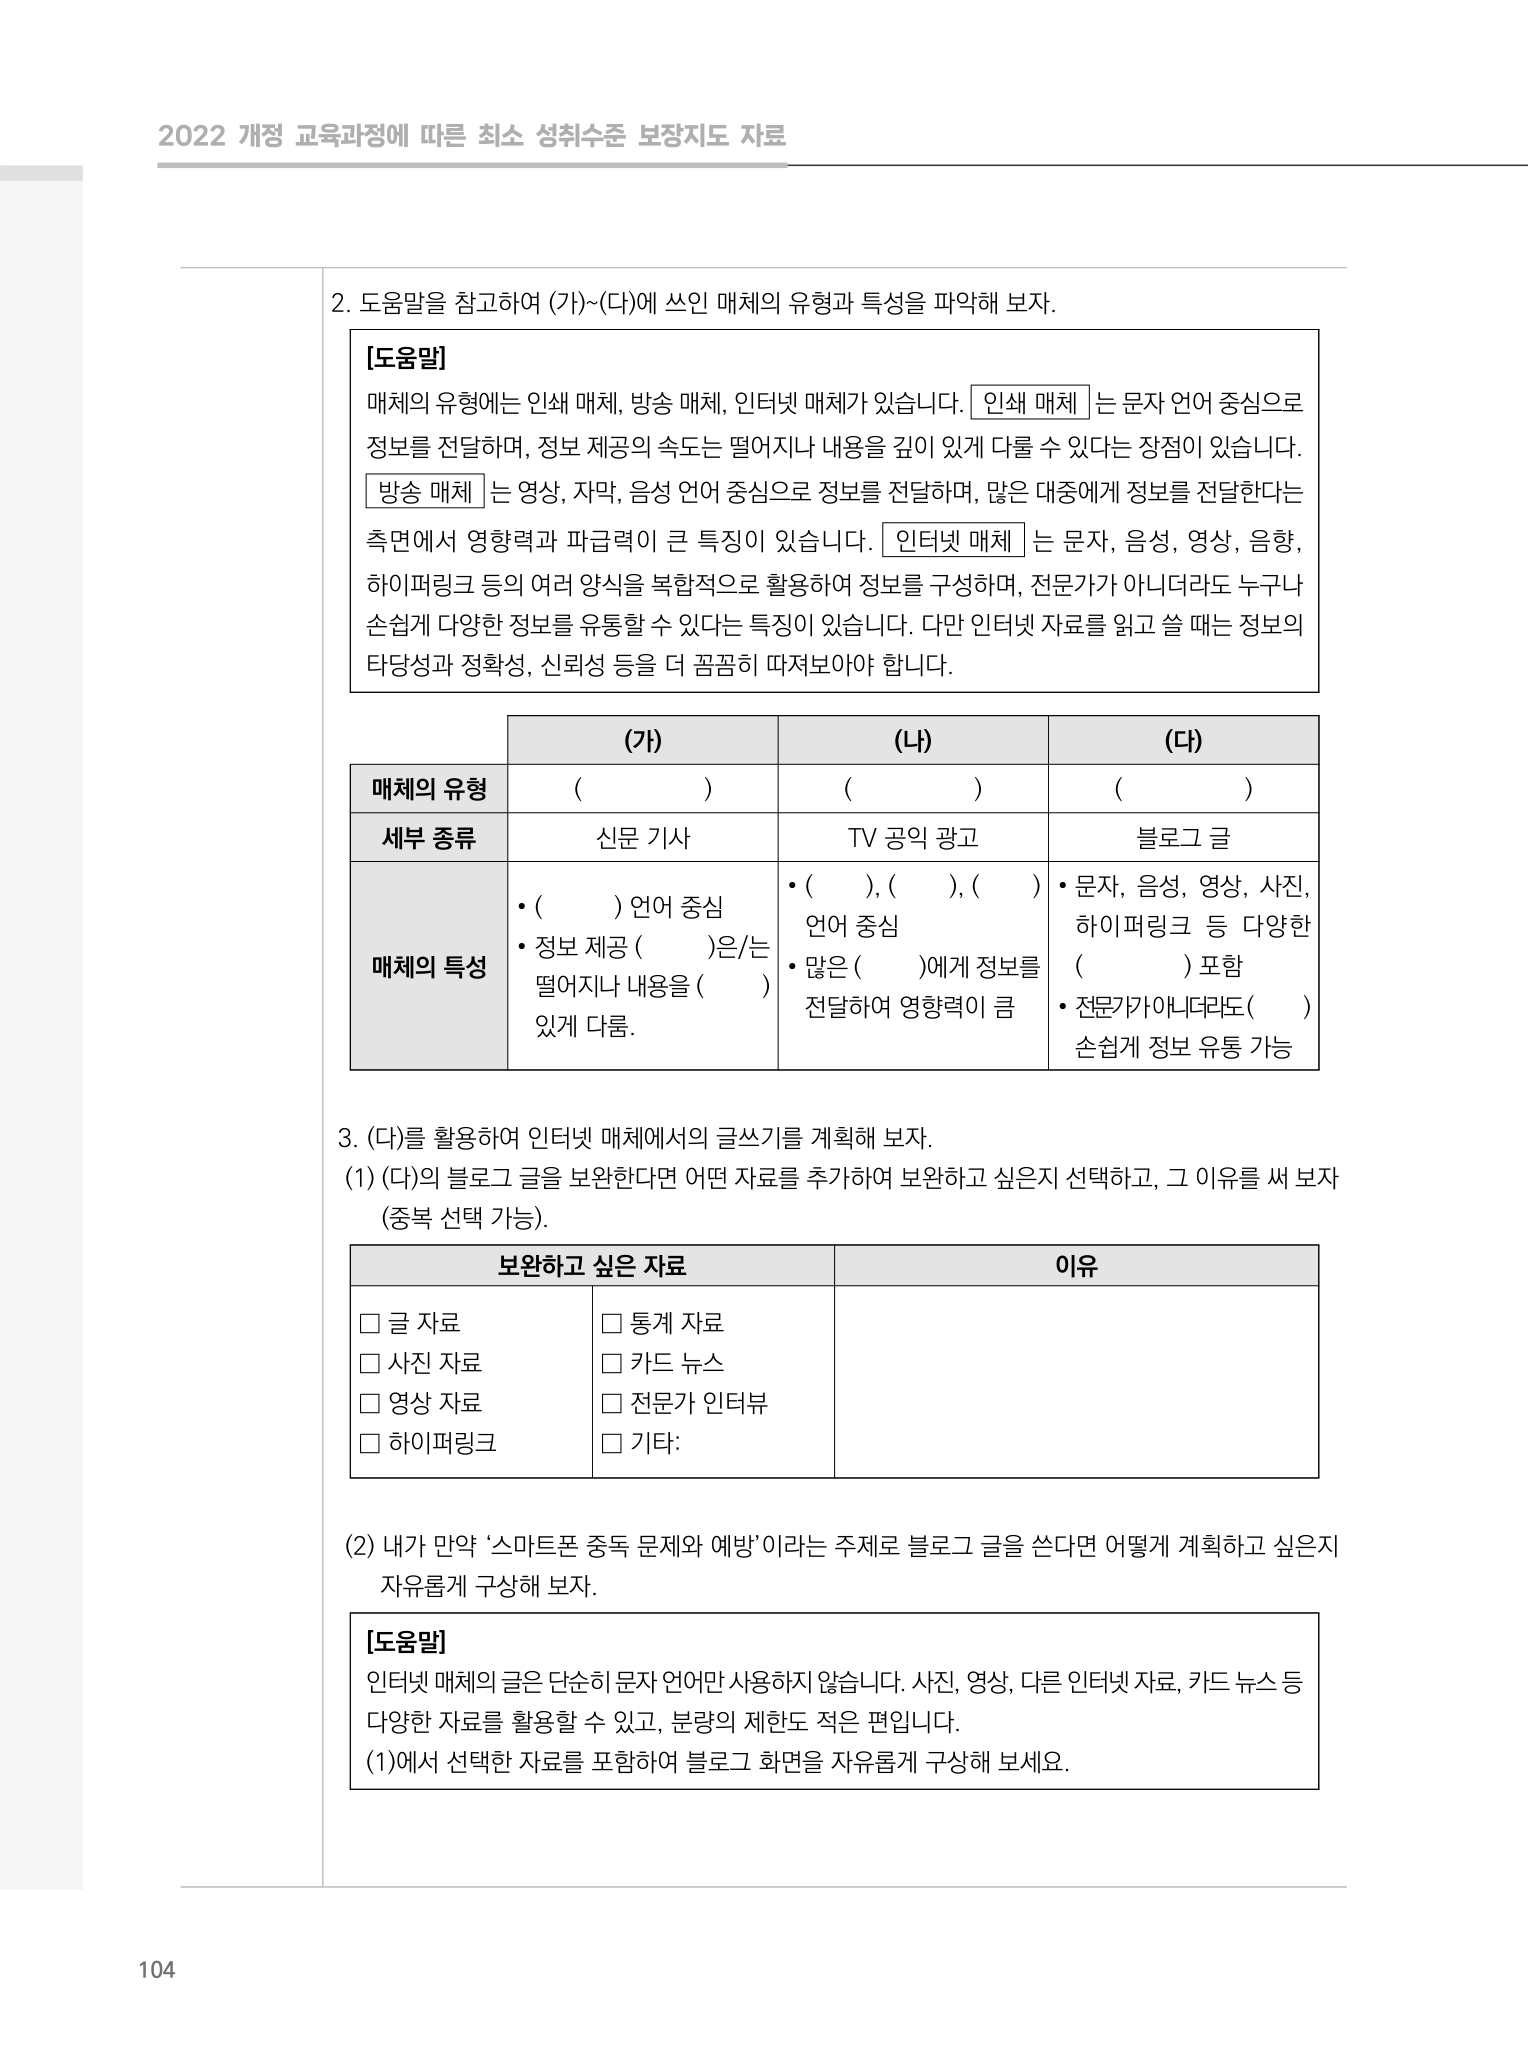 2022 개정 교육과정에 따른 최소 성취수준 보장지도 자료
2. 도움말을 참고하여 (가)~(다)에 쓰인 매체의 유형과 특성을 파악해 보자.
[도움말]
매체의 유형에는 인쇄 매체, 방송 매체, 인터넷 매체가 있습니다. 인쇄 매체 는 문자 언어 중심으로
정보를 전달하며, 정보 제공의 속도는 떨어지나 내용을 깊이 있게 다룰 수 있다는 장점이 있습니다.
방송 매체 는 영상, 자막, 음성 언어 중심으로 정보를 전달하며, 많은 대중에게 정보를 전달한다는
측면에서 영향력과 파급력이 큰 특징이 있습니다. 인터넷 매체 는 문자, 음성, 영상, 음향,
하이퍼링크 등의 여러 양식을 복합적으로 활용하여 정보를 구성하며, 전문가가 아니더라도 누구나
손쉽게 다양한 정보를 유통할 수 있다는 특징이 있습니다. 다만 인터넷 자료를 읽고 쓸 때는 정보의
타당성과 정확성, 신뢰성 등을 더 꼼꼼히 따져보아야 합니다.
(가) (나) (다)
매체의 유형 ( ) ( ) ( )
세부 종류 신문 기사 TV 공익 광고 블로그 글
매체의 특성
• ( ) 언어 중심
• 정보 제공 ( )은/는
떨어지나 내용을 ( )
있게 다룸.
• ( ), ( ), ( )
언어 중심
• 많은 ( )에게 정보를
전달하여 영향력이 큼
• 문자, 음성, 영상, 사진,
하이퍼링크 등 다양한
( ) 포함
• 전문가가 아니더라도 ( )
손쉽게 정보 유통 가능
3. (다)를 활용하여 인터넷 매체에서의 글쓰기를 계획해 보자.
(1) (다)의 블로그 글을 보완한다면 어떤 자료를 추가하여 보완하고 싶은지 선택하고, 그 이유를 써 보자
(중복 선택 가능).
보완하고 싶은 자료 이유
□ 글 자료
□ 사진 자료
□ 영상 자료
□ 하이퍼링크
□ 통계 자료
□ 카드 뉴스
□ 전문가 인터뷰
□ 기타:
(2) 내가 만약 ‘스마트폰 중독 문제와 예방’이라는 주제로 블로그 글을 쓴다면 어떻게 계획하고 싶은지
자유롭게 구상해 보자.
[도움말]
인터넷 매체의 글은 단순히 문자 언어만 사용하지 않습니다. 사진, 영상, 다른 인터넷 자료, 카드 뉴스 등
다양한 자료를 활용할 수 있고, 분량의 제한도 적은 편입니다.
(1)에서 선택한 자료를 포함하여 블로그 화면을 자유롭게 구상해 보세요.
104